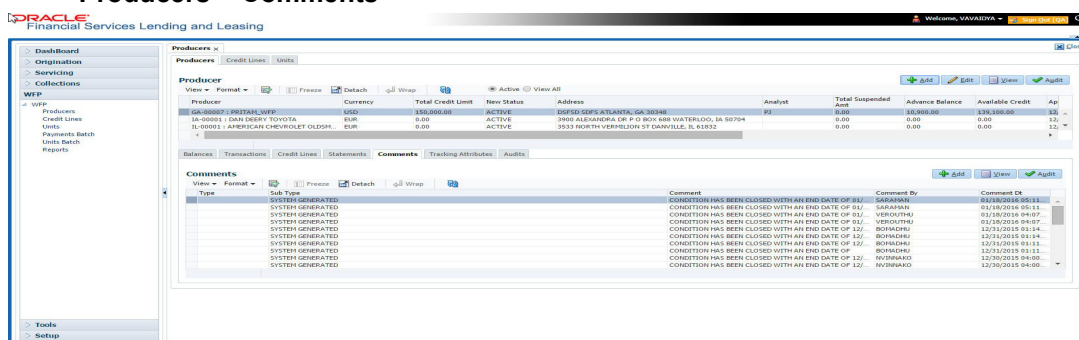 Producers - Comments
ORACLE
Financial Services Lending and Leasing
Welcome, VAVAIDYA
Sign Out (QA)
DashBoard
Origination
Servicing
Collections
WFP
WFP
Producers
Credit Lines
Units
Payments Batch
Units Batch
Reports
Tools
Setup
Producers x
Clo
Producers Credit Lines Units
Producer
Add Edit View Audit
View Format Freeze Detach Wrap Active View All
Producer Currency Total Credit Limit New Status Address Analyst Total Suspended Amt Advance Balance Available Credit Ap
GA-00007 : PRITAM_WFP USD 150,000.00 ACTIVE DSFSD SDFS ATLANTA, GA 30348 PJ 0.00 10,900.00 139,100.00 12/
IA-00001 : DAN DEERY TOYOTA EUR 0.00 ACTIVE 3900 ALEXANDRA DR P O BOX 688 WATERLOO, IA 50704 0.00 0.00 0.00 12/
IL-00001 : AMERICAN CHEVROLET OLDSM... EUR 0.00 ACTIVE 3533 NORTH VERMILION ST DANVILLE, IL 61832 0.00 0.00 0.00 12/
Balances Transactions Credit Lines Statements Comments Tracking Attributes Audits
Comments
Add View Audit
View Format Freeze Detach Wrap
Type Sub Type Comment Comment By Comment Dt
SYSTEM GENERATED CONDITION HAS BEEN CLOSED WITH AN END DATE OF 01/... SARAMAN 01/18/2016 05:11...
SYSTEM GENERATED CONDITION HAS BEEN CLOSED WITH AN END DATE OF 01/... SARAMAN 01/18/2016 05:11...
SYSTEM GENERATED CONDITION HAS BEEN CLOSED WITH AN END DATE OF 01/... VEROUTHU 01/18/2016 04:07...
SYSTEM GENERATED CONDITION HAS BEEN CLOSED WITH AN END DATE OF 01/... VEROUTHU 01/18/2016 04:07...
SYSTEM GENERATED CONDITION HAS BEEN CLOSED WITH AN END DATE OF 12/... BOMADHU 12/31/2015 01:14...
SYSTEM GENERATED CONDITION HAS BEEN CLOSED WITH AN END DATE OF 12/... BOMADHU 12/31/2015 01:14...
SYSTEM GENERATED CONDITION HAS BEEN CLOSED WITH AN END DATE OF 12/... BOMADHU 12/31/2015 01:11...
SYSTEM GENERATED CONDITION HAS BEEN CLOSED WITH AN END DATE OF BOMADHU 12/31/2015 01:11...
SYSTEM GENERATED CONDITION HAS BEEN CLOSED WITH AN END DATE OF 12/... NVINNAKO 12/30/2015 04:00...
SYSTEM GENERATED CONDITION HAS BEEN CLOSED WITH AN END DATE OF 12/... NVINNAKO 12/30/2015 04:00...